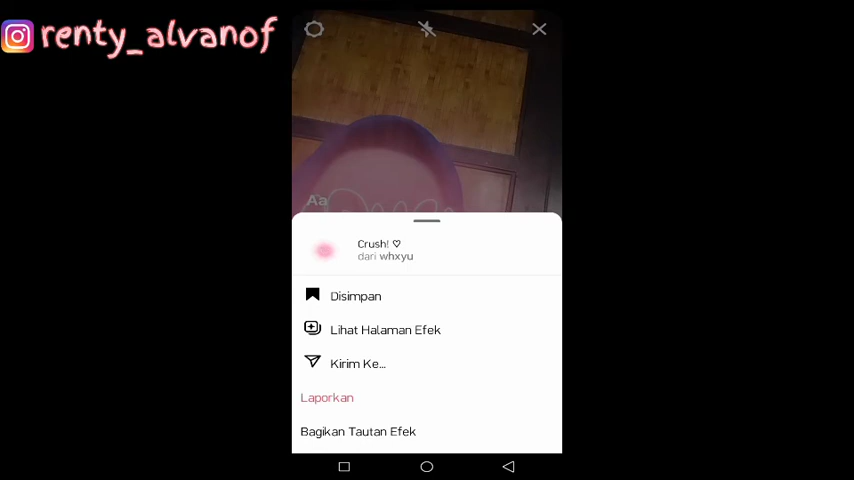 renty_alvanof
Aa
Crush! ♡
dari whxyu
Disimpan
Lihat Halaman Efek
Kirim Ke...
Laporkan
Bagikan Tautan Efek